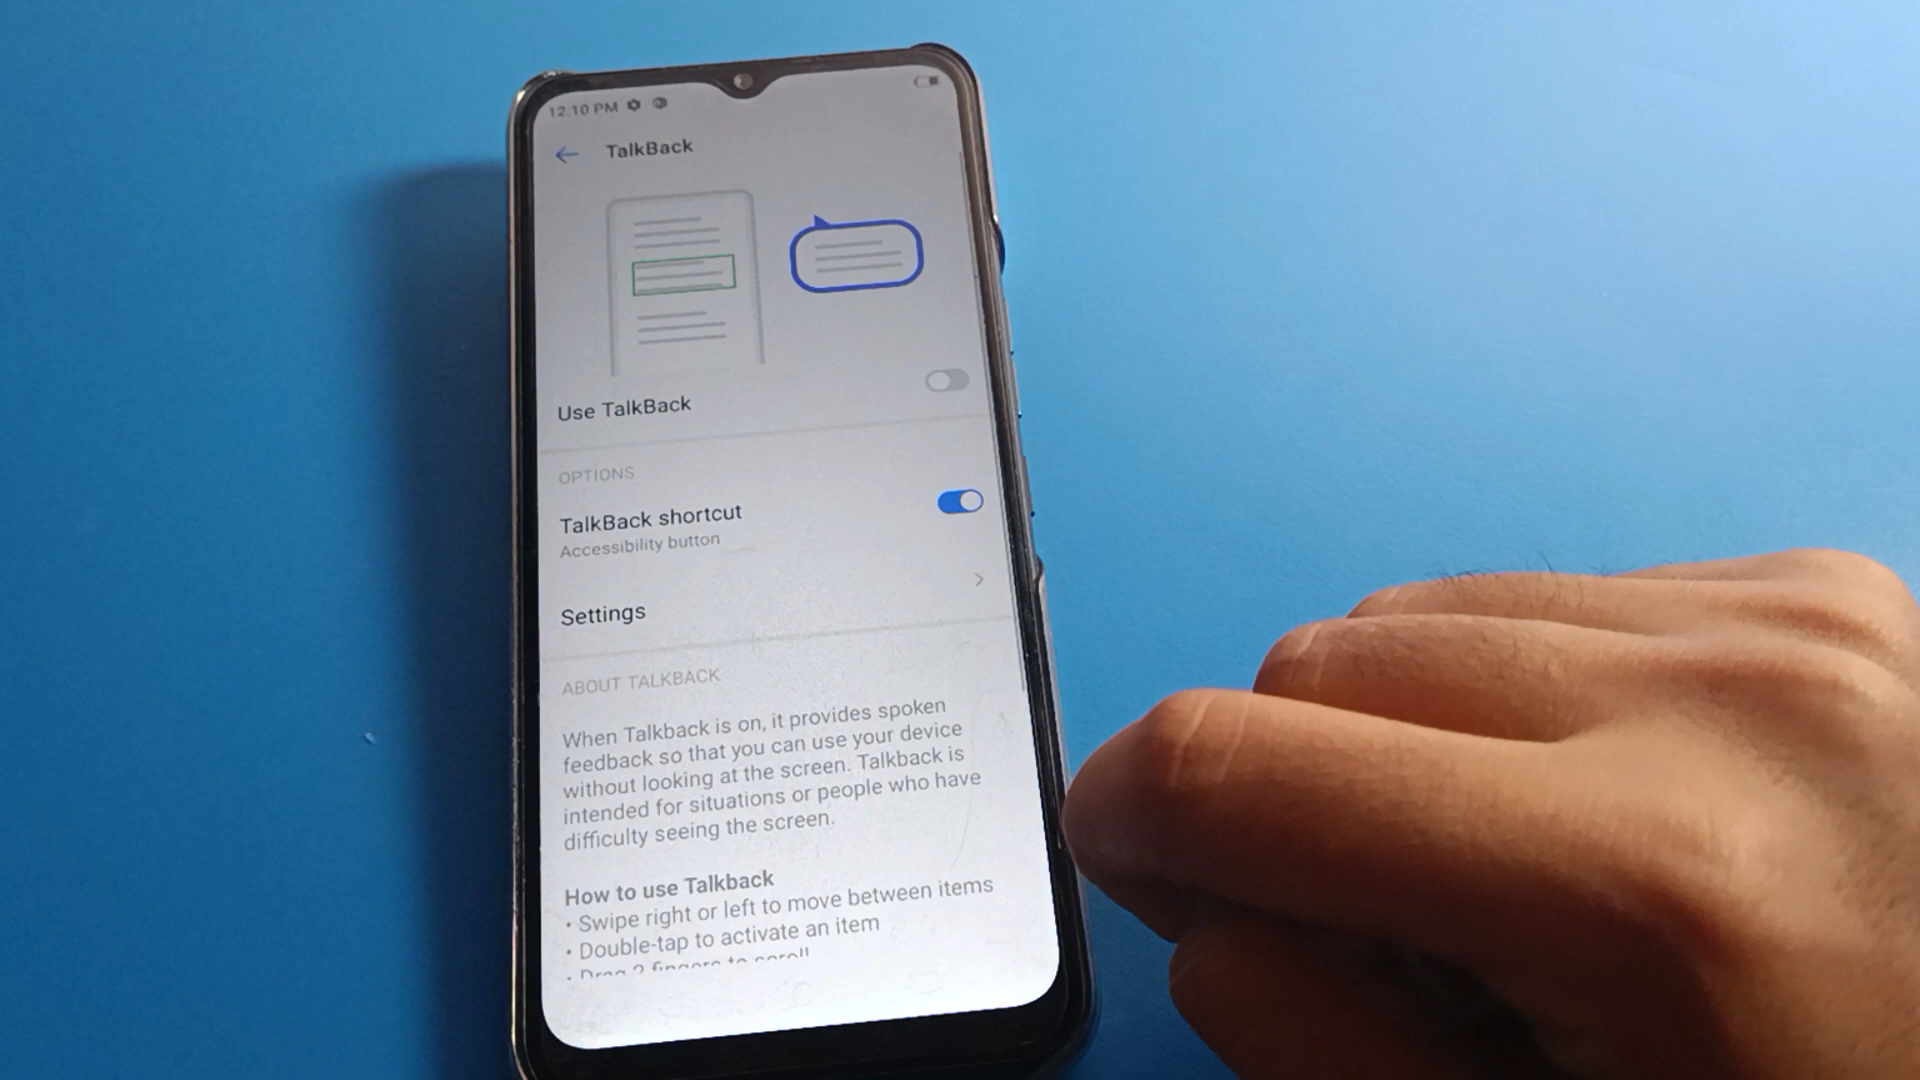 12:10 PM
TalkBack
Use TalkBack
OPTIONS
TalkBack shortcut
Accessibility button
Settings
ABOUT TALKBACK
When Talkback is on, it provides spoken
feedback so that you can use your device
without looking at the screen. Talkback is
intended for situations or people who have
difficulty seeing the screen.
How to use Talkback
• Swipe right or left to move between items
• Double-tap to activate an item
• Drag 2 fingers to scroll